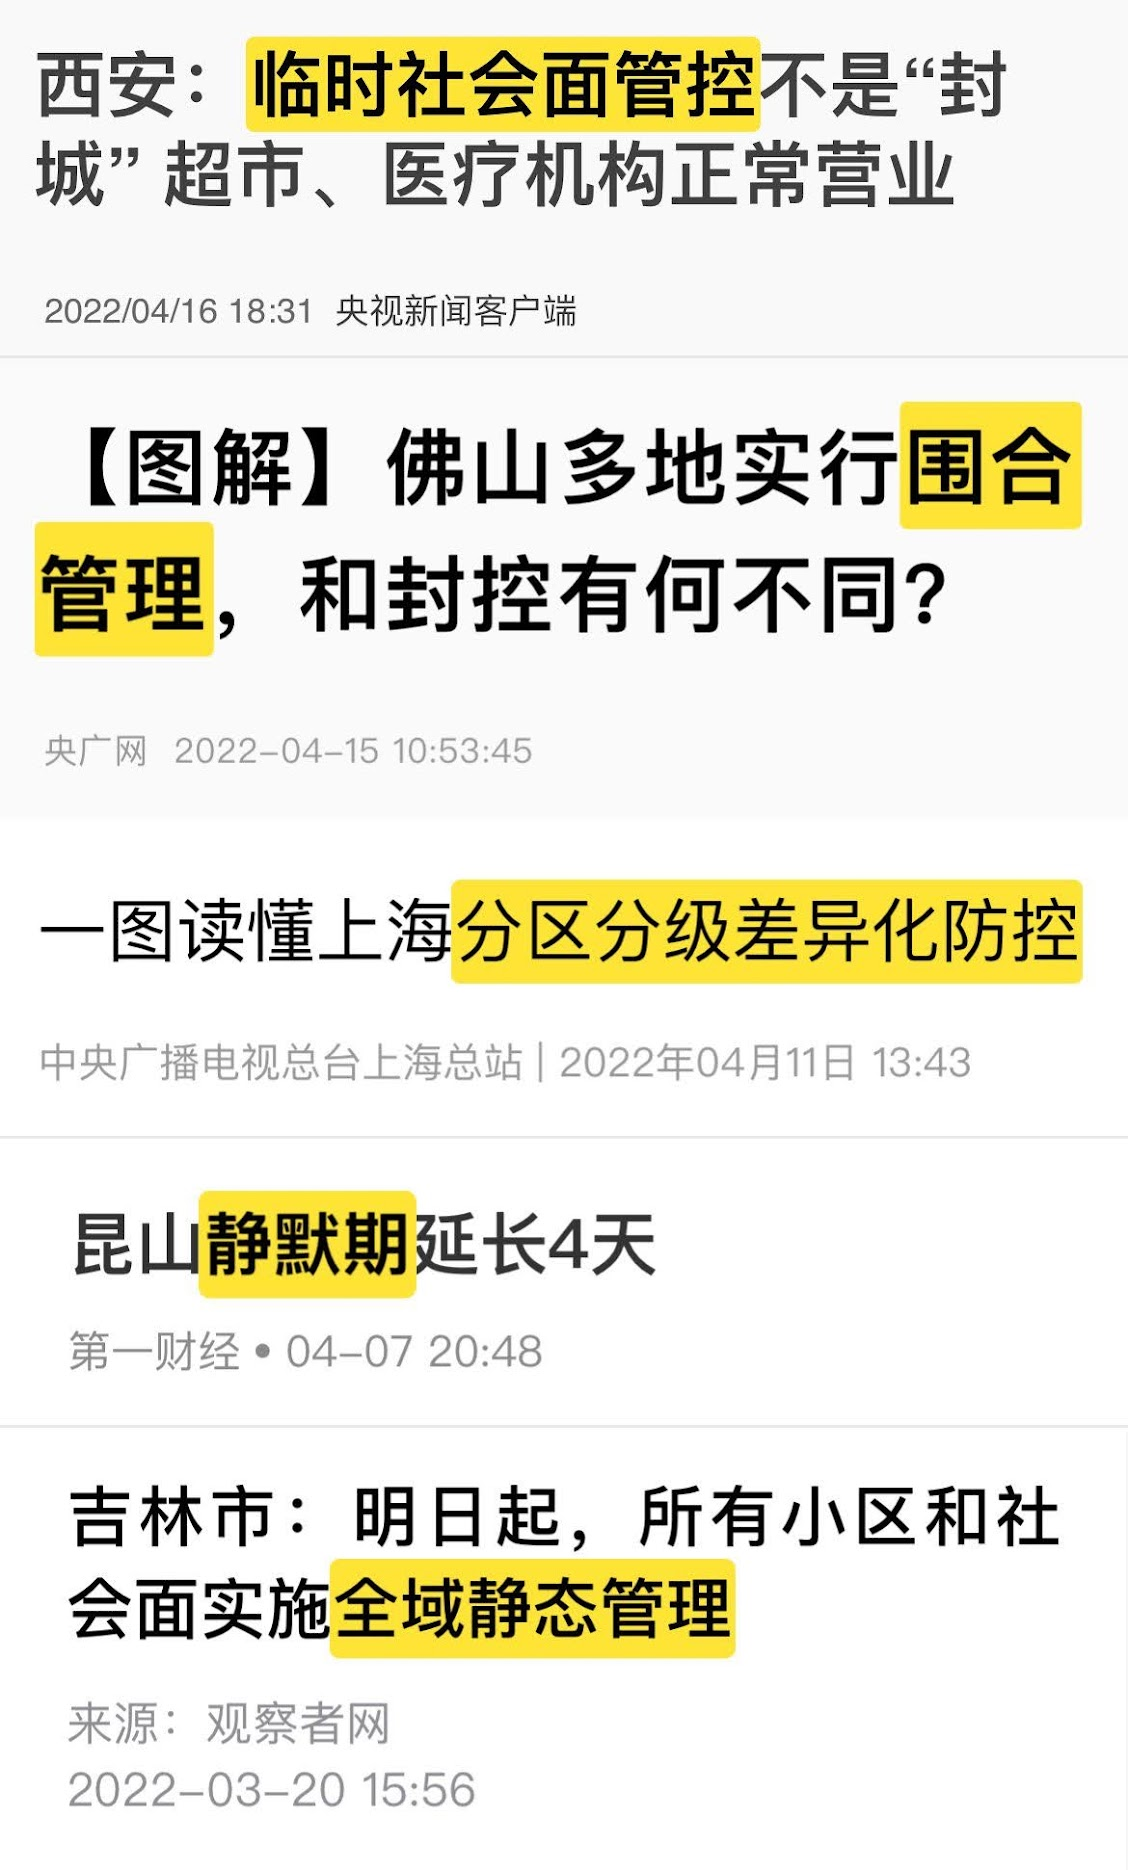 西安：临时社会面管控不是“封
城” 超市、医疗机构正常营业
2022/04/16 18:31 央视新闻客户端
【图解】佛山多地实行围合
管理，和封控有何不同?
央广网 2022-04-15 10:53:45
一图读懂上海分区分级差异化防控
中央广播电视总台上海总站 | 2022年04月11日 13:43
昆山静默期延长4天
第一财经 • 04-07 20:48
吉林市：明日起，所有小区和社
会面实施全域静态管理
来源：观察者网
2022-03-20 15:56